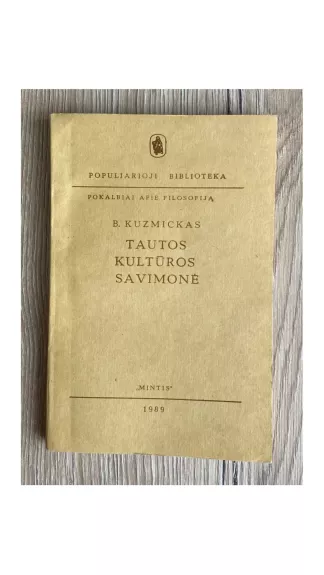 POPULIARIOJI BIBLIOTEKA
POKALBIAI APIE FILOSOFIJĄ
B. KUZMICKAS
TAUTOS
KULTŪROS
SAVIMONĖ
„MINTIS“
1989